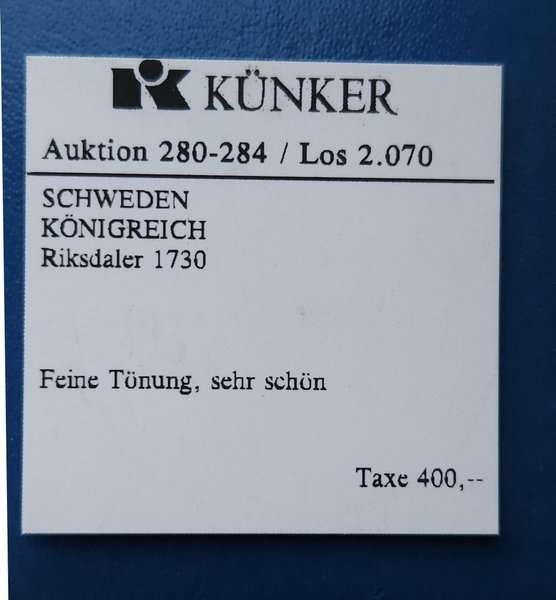 KÜNKER
Auktion 280-284 / Los 2.070
SCHWEDEN
KÖNIGREICH
Riksdaler 1730
Feine Tönung, sehr schön
Taxe 400,--